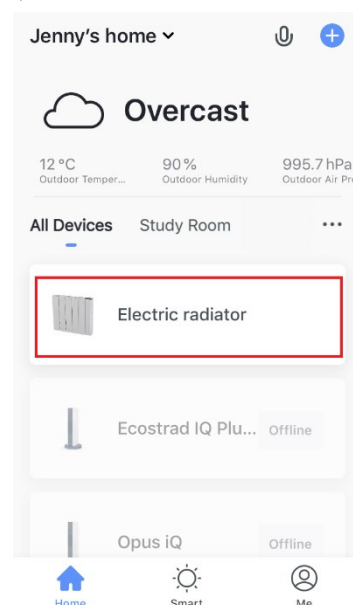 Jenny's home
Overcast
12 °C 90 % 995.7 hPa
Outdoor Temper... Outdoor Humidity Outdoor Air Pr
All Devices Study Room ...
Electric radiator
Ecostrad IQ Plu... Offline
Opus iQ Offline
Home Smart Me